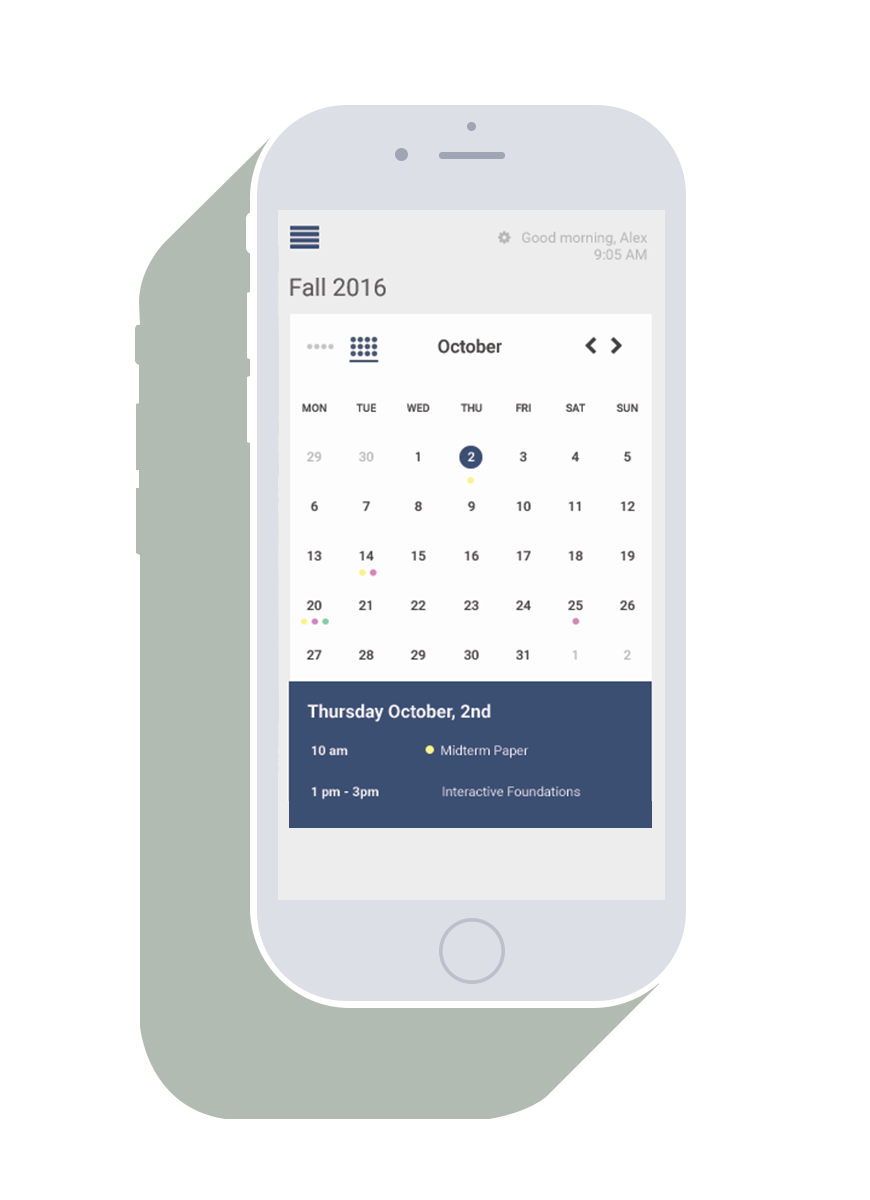 Good morning, Alex
9:05 AM
Fall 2016
October
MON TUE WED THU FRI SAT SUN
29 30 1 2 3 4 5
6 7 8 9 10 11 12
13 14 15 16 17 18 19
20 21 22 23 24 25 26
27 28 29 30 31 1 2
Thursday October, 2nd
10 am Midterm Paper
1 pm - 3pm Interactive Foundations